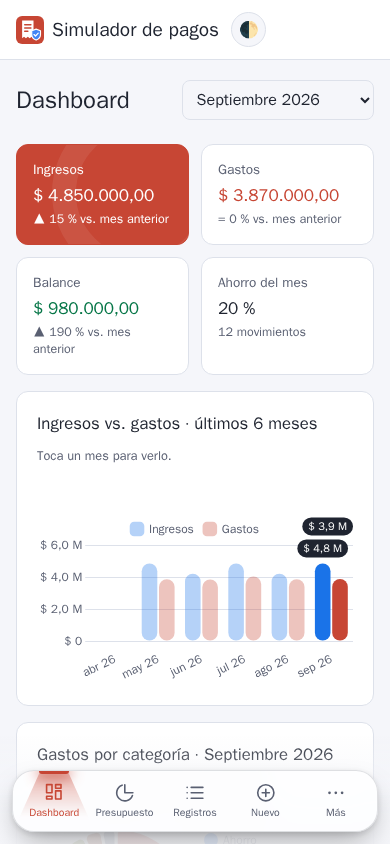 Simulador de pagos
Dashboard
Septiembre 2026
Ingresos
$ 4.850.000,00
▲ 15 % vs. mes anterior
Gastos
$ 3.870.000,00
= 0 % vs. mes anterior
Balance
$ 980.000,00
▲ 190 % vs. mes
anterior
Ahorro del mes
20 %
12 movimientos
Ingresos vs. gastos · últimos 6 meses
Toca un mes para verlo.
Ingresos
Gastos
$ 3,9 M
$ 4,8 M
$ 6,0 M
$ 4,0 M
$ 2,0 M
$ 0
abr 26
may 26
jun 26
jul 26
ago 26
sep 26
Gastos por categoría · Septiembre 2026
Dashboard
Presupuesto
Registros
Nuevo
Más